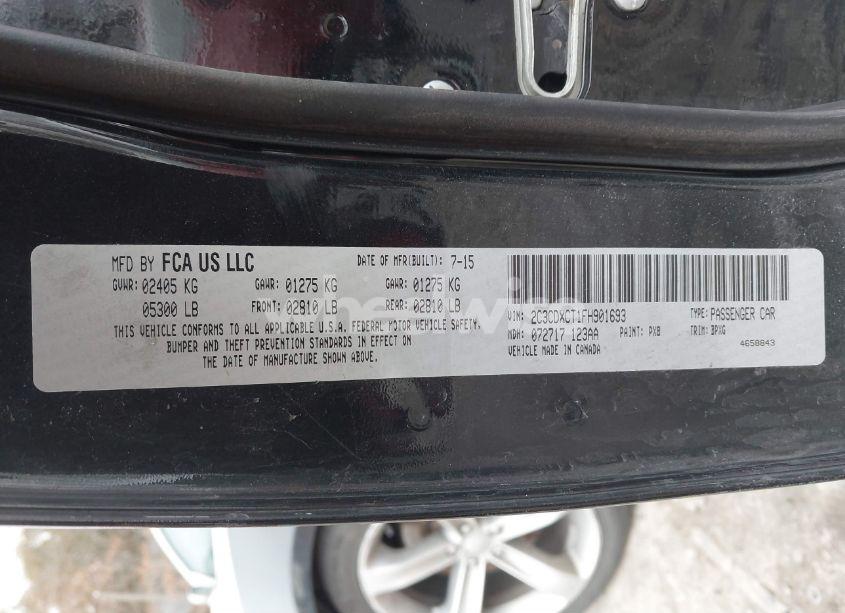 MFD BY FCA US LLC DATE OF MFR(BUILT): 7-15
GVWR: 02405 KG GAWR: 01275 KG GAWR: 01275 KG
05300 LB FRONT: 02810 LB REAR: 02810 LB
THIS VEHICLE CONFORMS TO ALL APPLICABLE U.S.A. FEDERAL MOTOR VEHICLE SAFETY,
BUMPER AND THEFT PREVENTION STANDARDS IN EFFECT ON
THE DATE OF MANUFACTURE SHOWN ABOVE.
VIN: 2C3CDXCT1FH901693 TYPE: PASSENGER CAR
MDH: 072717 123AA PAINT: PX8 TRIM: BPXG
VEHICLE MADE IN CANADA 4658843